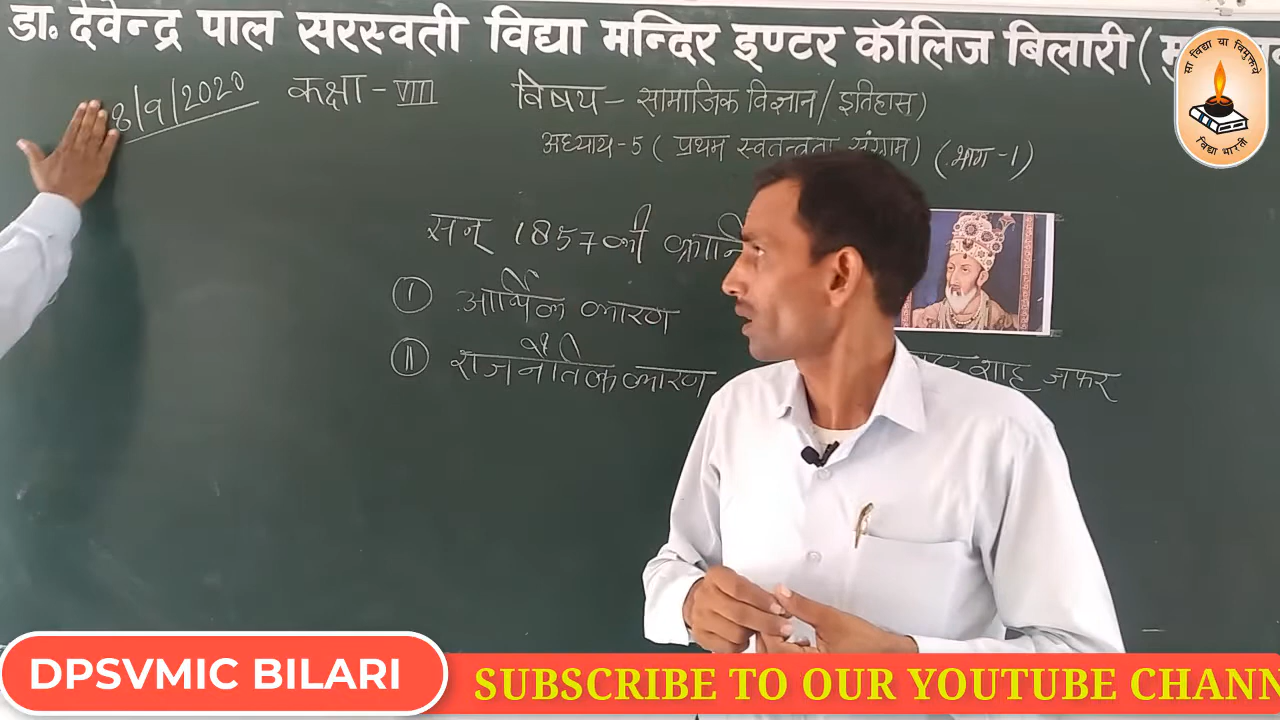 डा. देवेन्द्र पाल सरस्वती विद्या मन्दिर इण्टर कॉलिज बिलारी (
8/9/2020 कक्षा - VIII विषय - सामाजिक विज्ञान / इतिहास)
अध्याय-5 ( प्रथम स्वतन्त्रता संग्राम) (भाग -1)
सन् 1857 की
I आर्थिक कारण
II राजनैतिक कारण
शाह जफर
सा विद्या या विमुक्तये
विद्या भारती
DPSVMIC BILARI
SUBSCRIBE TO OUR YOUTUBE CHANN